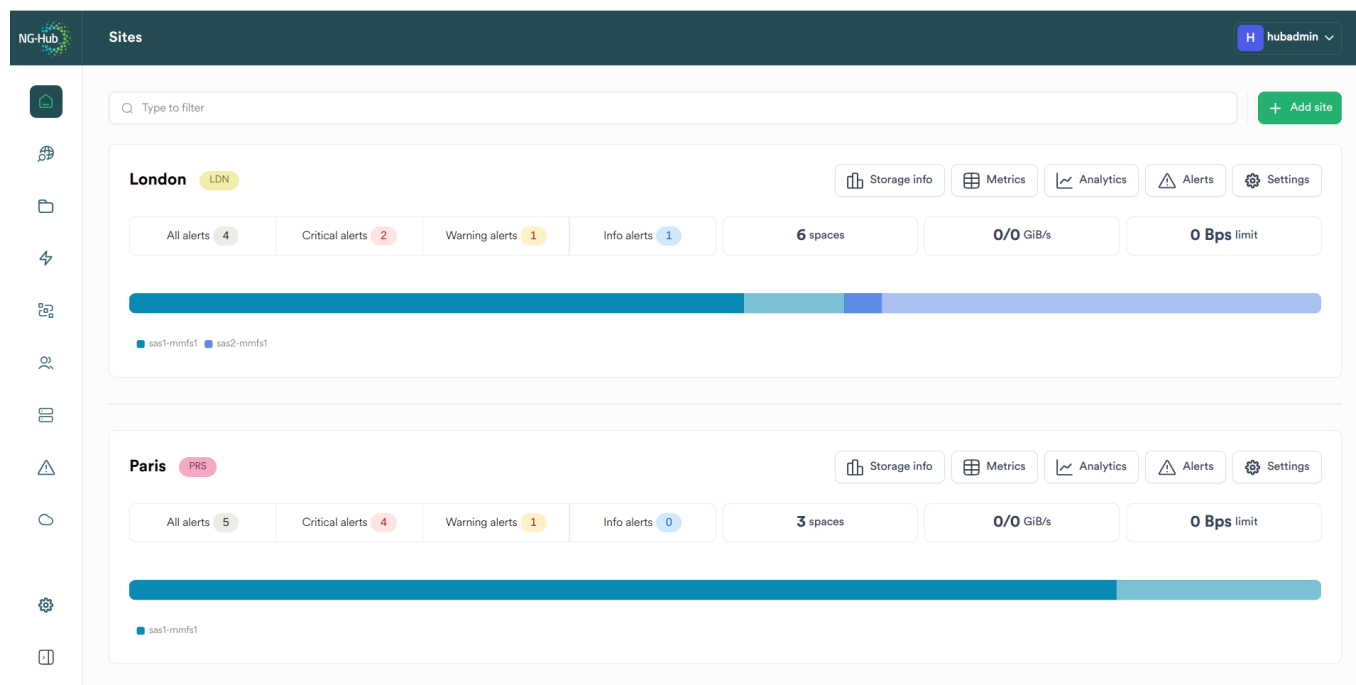 NG-Hub
Sites
H hubadmin
Type to filter
+ Add site
London LDN
Storage info Metrics Analytics Alerts Settings
All alerts 4 Critical alerts 2 Warning alerts 1 Info alerts 1 6 spaces 0/0 GiB/s 0 Bps limit
sas1-mmfs1 sas2-mmfs1
Paris PRS
Storage info Metrics Analytics Alerts Settings
All alerts 5 Critical alerts 4 Warning alerts 1 Info alerts 0 3 spaces 0/0 GiB/s 0 Bps limit
sas1-mmfs1